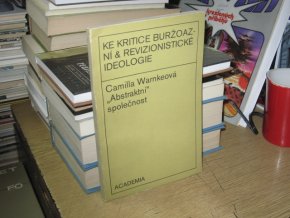 KE KRITICE BURŽOAZ-
NÍ & REVIZIONISTICKÉ
IDEOLOGIE
Camilla Warnkeová
„Abstraktní"
společnost
ACADEMIA